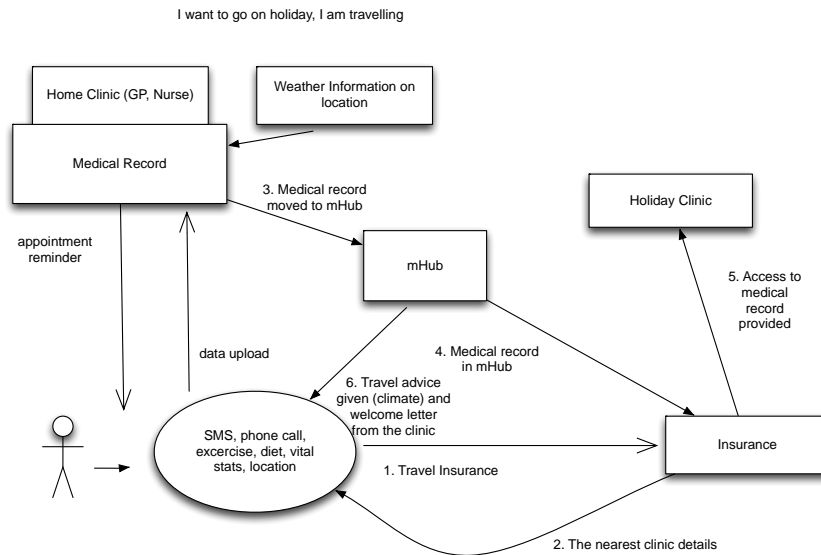 I want to go on holiday, I am travelling
Home Clinic (GP, Nurse)
Weather Information on
location
Medical Record
3. Medical record
moved to mHub
Holiday Clinic
appointment
reminder
mHub
5. Access to
medical
record
provided
data upload
4. Medical record
in mHub
6. Travel advice
given (climate) and
welcome letter
from the clinic
SMS, phone call,
excercise, diet, vital
stats, location
Insurance
1. Travel Insurance
2. The nearest clinic details